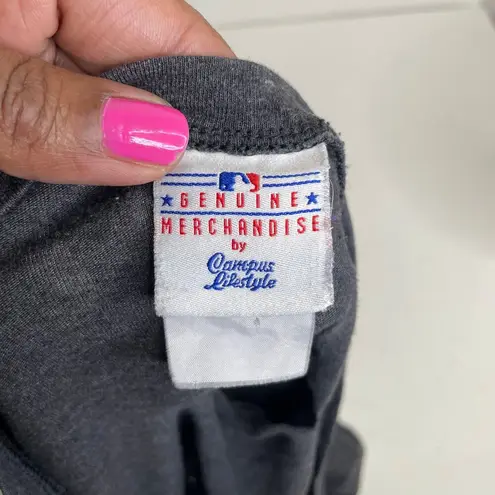 GENUINE
MERCHANDISE
by
Campus
Lifestyle